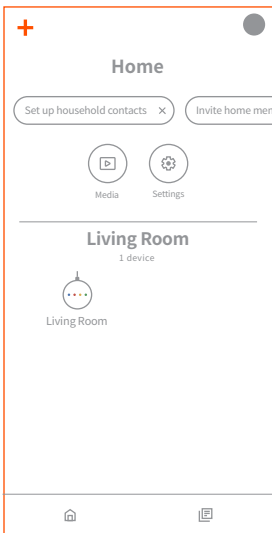 Home
Set up household contacts ×
Invite home mem
Media
Settings
Living Room
1 device
Living Room